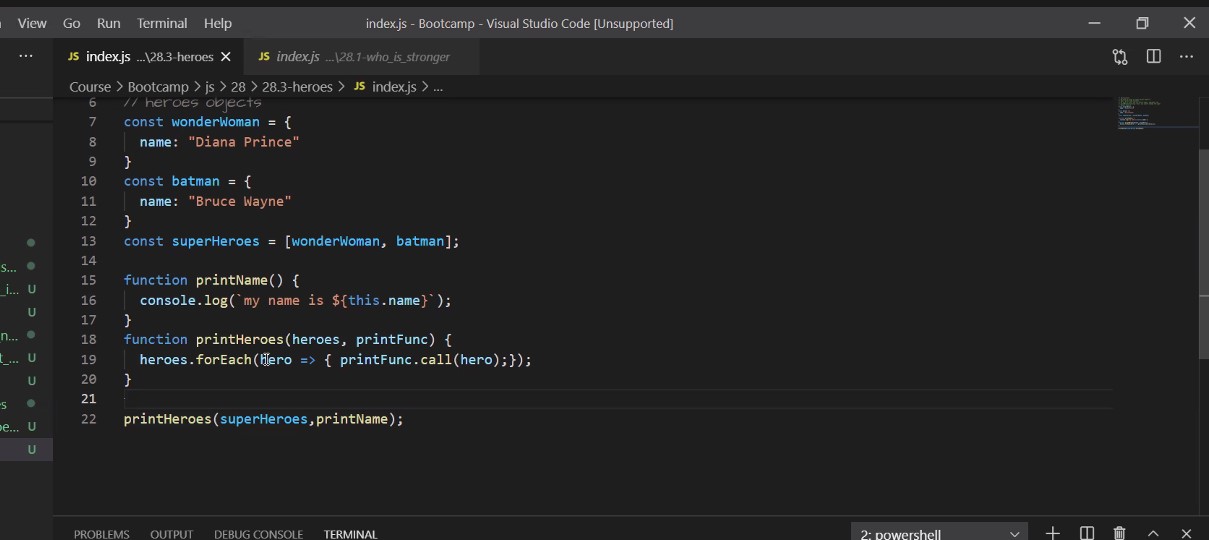 View Go Run Terminal Help index.js - Bootcamp - Visual Studio Code [Unsupported]
... JS index.js ...\28.3-heroes JS index.js ...\28.1-who_is_stronger ...
Course > Bootcamp > js > 28 > 28.3-heroes > JS index.js > ...
6 // heroes objects
7 const wonderWoman = {
8 name: "Diana Prince"
9 }
10 const batman = {
11 name: "Bruce Wayne"
12 }
13 const superHeroes = [wonderWoman, batman];
14
15 function printName() {
16 console.log(`my name is ${this.name}`);
17 }
18 function printHeroes(heroes, printFunc) {
19 heroes.forEach(hero => { printFunc.call(hero);});
20 }
21
22 printHeroes(superHeroes,printName);
s...
_i... U
U
n...
t_... U
U
s
pe... U
U
PROBLEMS OUTPUT DEBUG CONSOLE TERMINAL 2: powershell